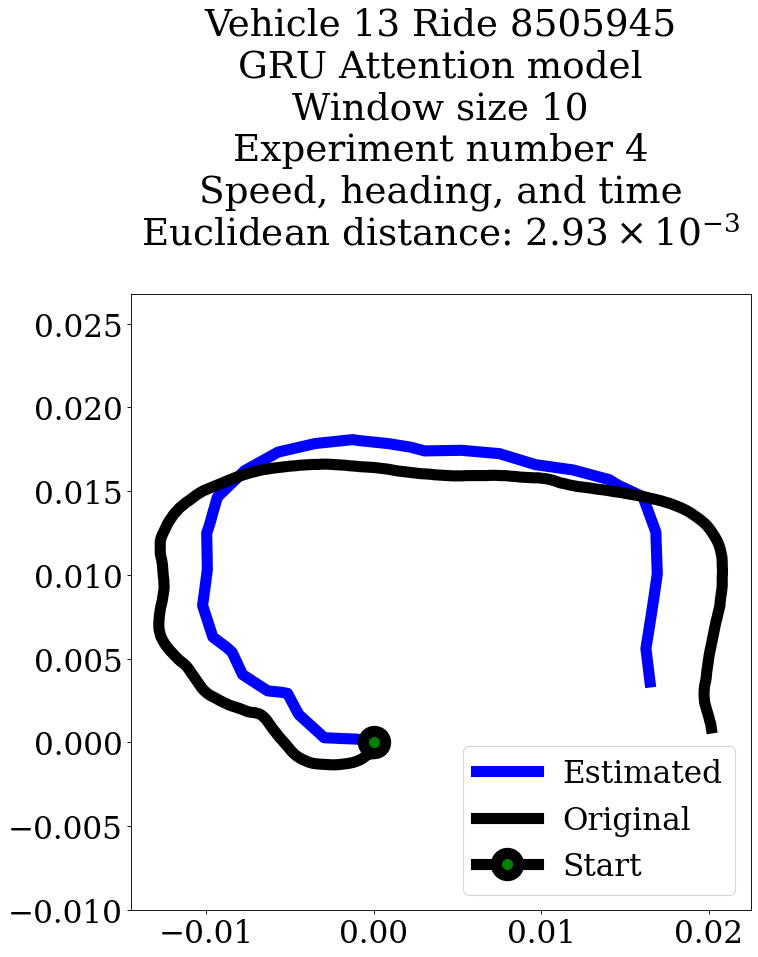 Vehicle 13 Ride 8505945
GRU Attention model
Window size 10
Experiment number 4
Speed, heading, and time
Euclidean distance: 2.93 × 10⁻³
0.025
0.020
0.015
0.010
0.005
0.000
−0.005
−0.010
−0.01 0.00 0.01 0.02
Estimated
Original
Start